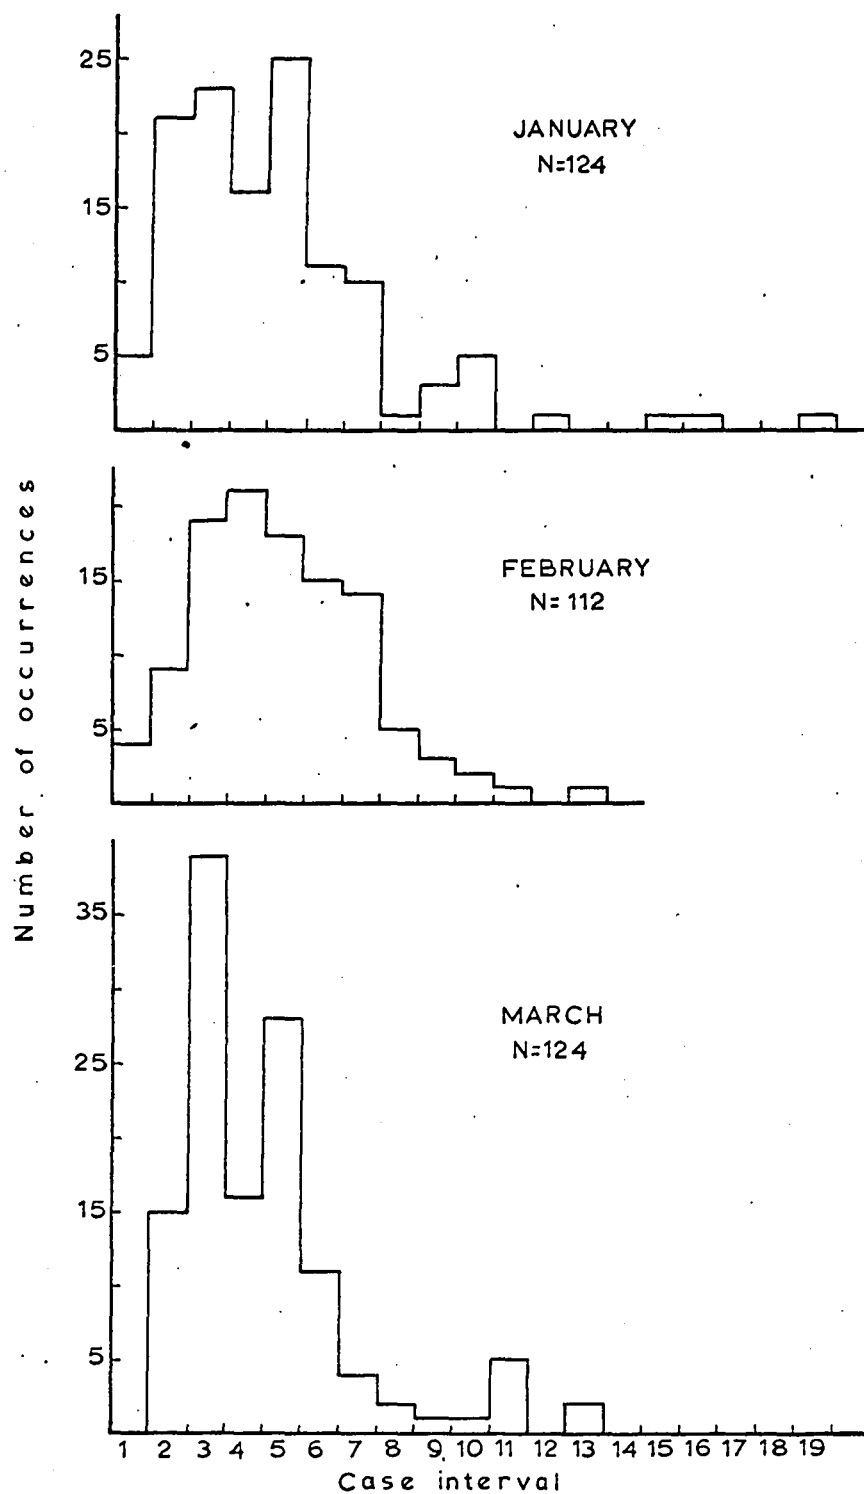 25
JANUARY
N=124
15
5
Number of occurrences
15
FEBRUARY
N=112
5
35
MARCH
N=124
25
15
5
1 2 3 4 5 6 7 8 9 10 11 12 13 14 15 16 17 18 19
Case interval